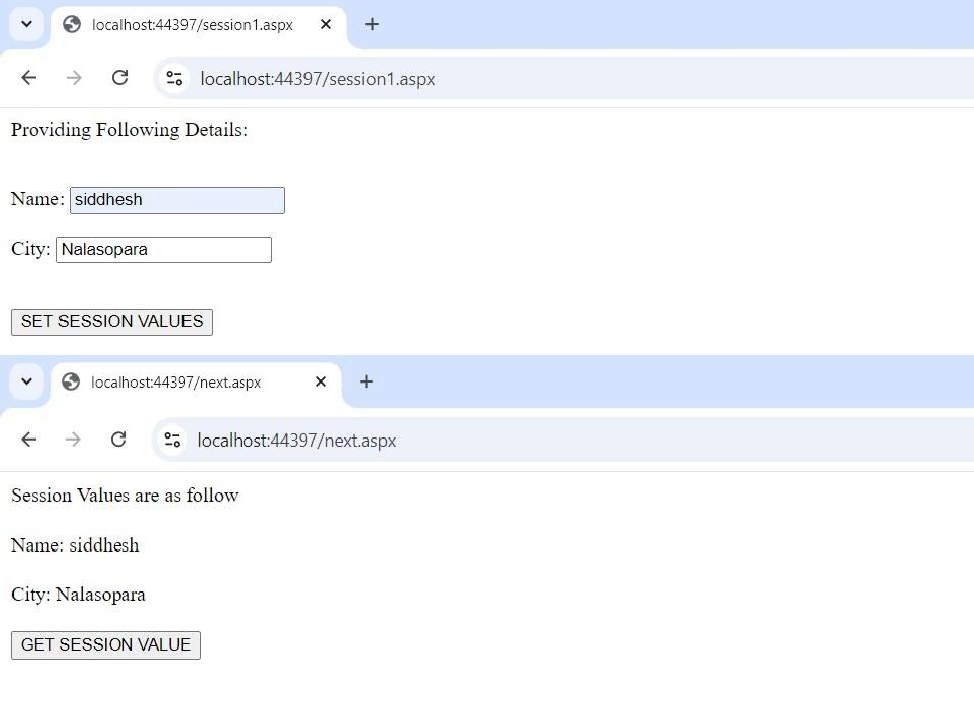 localhost:44397/session1.aspx
localhost:44397/session1.aspx
Providing Following Details:
Name: siddhesh
City: Nalasopara
SET SESSION VALUES
localhost:44397/next.aspx
localhost:44397/next.aspx
Session Values are as follow
Name: siddhesh
City: Nalasopara
GET SESSION VALUE